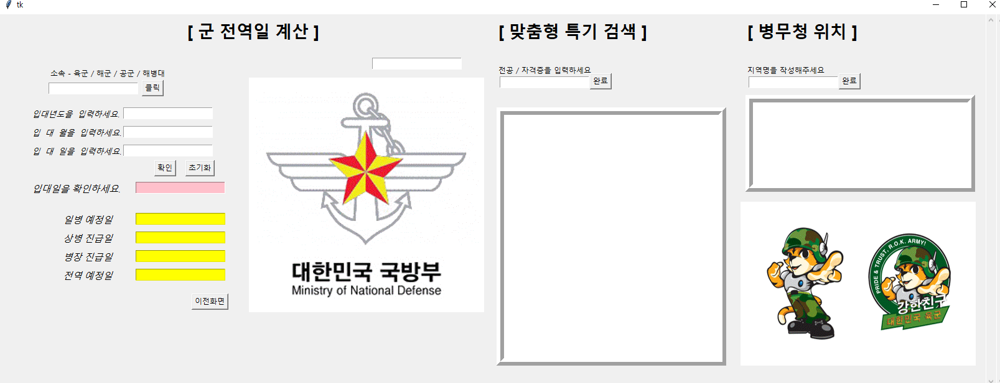 tk
[ 군 전역일 계산 ]
소속 - 육군 / 해군 / 공군 / 해병대
클릭
입대년도을 입력하세요.
입 대 월을 입력하세요.
입 대 일을 입력하세요.
확인 초기화
입대일을 확인하세요.
일병 예정일
상병 진급일
병장 진급일
전역 예정일
이전화면
대한민국 국방부
Ministry of National Defense
[ 맞춤형 특기 검색 ]
전공 / 자격증을 입력하세요
완료
[ 병무청 위치 ]
지역명을 작성해주세요
완료
PRIDE & TRUST, R.O.K. ARMY!
강한친구
대한민국 육군